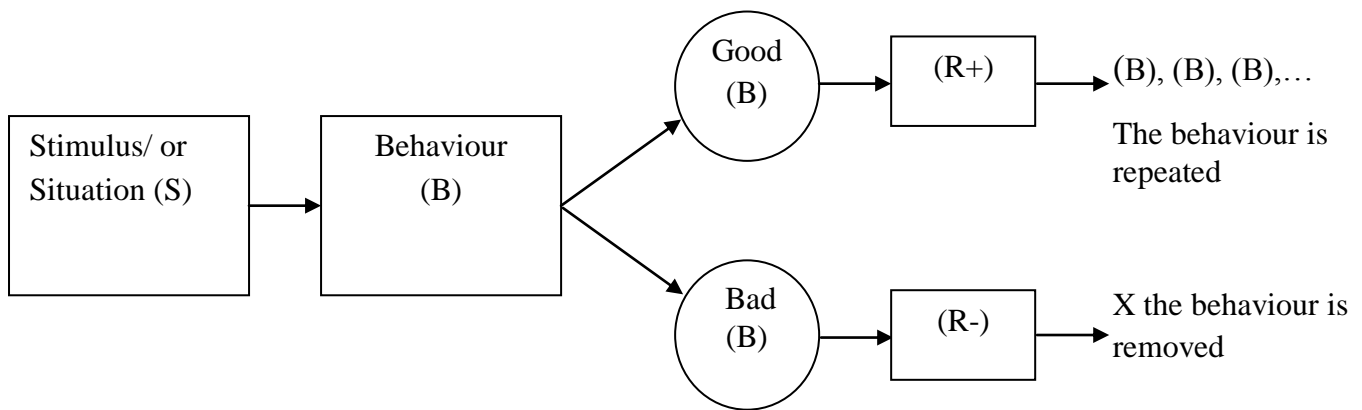 Stimulus/ or
Situation (S)
Behaviour
(B)
Good
(B)
(R+)
(B), (B), (B),…
The behaviour is
repeated
Bad
(B)
(R-)
X the behaviour is
removed